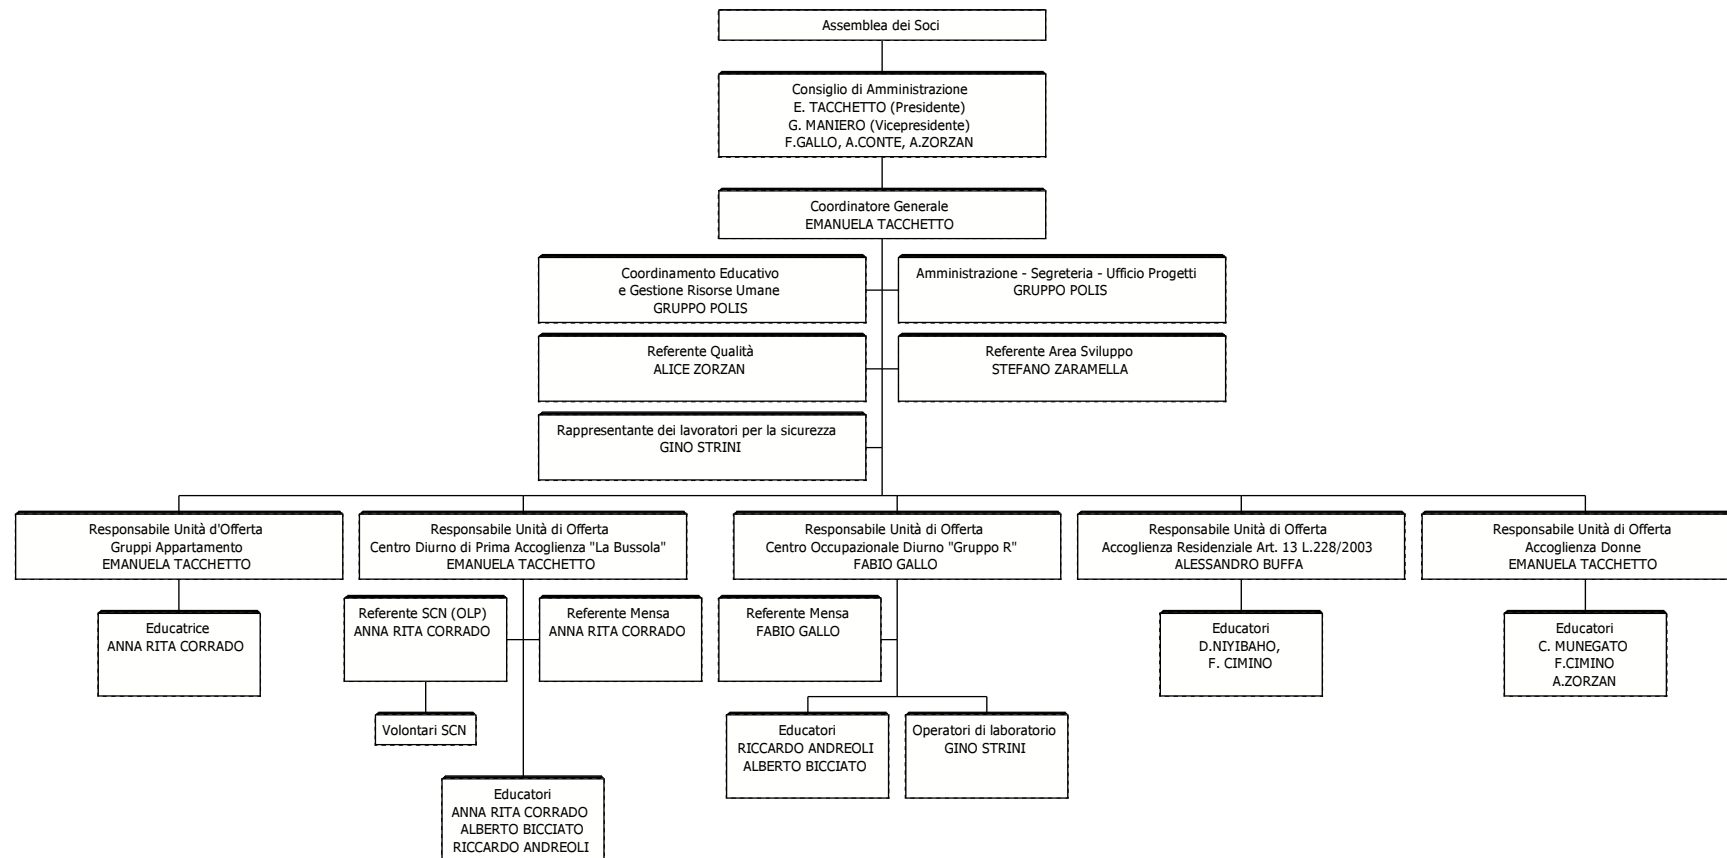 Assemblea dei Soci
Consiglio di Amministrazione
E. TACCHETTO (Presidente)
G. MANIERO (Vicepresidente)
F.GALLO, A.CONTE, A.ZORZAN
Coordinatore Generale
EMANUELA TACCHETTO
Coordinamento Educativo
e Gestione Risorse Umane
GRUPPO POLIS
Amministrazione - Segreteria - Ufficio Progetti
GRUPPO POLIS
Referente Qualità
ALICE ZORZAN
Referente Area Sviluppo
STEFANO ZARAMELLA
Rappresentante dei lavoratori per la sicurezza
GINO STRINI
Responsabile Unità d'Offerta
Gruppi Appartamento
EMANUELA TACCHETTO
Responsabile Unità di Offerta
Centro Diurno di Prima Accoglienza "La Bussola"
EMANUELA TACCHETTO
Responsabile Unità di Offerta
Centro Occupazionale Diurno "Gruppo R"
FABIO GALLO
Responsabile Unità di Offerta
Accoglienza Residenziale Art. 13 L.228/2003
ALESSANDRO BUFFA
Responsabile Unità di Offerta
Accoglienza Donne
EMANUELA TACCHETTO
Educatrice
ANNA RITA CORRADO
Referente SCN (OLP)
ANNA RITA CORRADO
Referente Mensa
ANNA RITA CORRADO
Referente Mensa
FABIO GALLO
Educatori
D.NIYIBAHO,
F. CIMINO
Educatori
C. MUNEGATO
F.CIMINO
A.ZORZAN
Volontari SCN
Educatori
RICCARDO ANDREOLI
ALBERTO BICCIATO
Operatori di laboratorio
GINO STRINI
Educatori
ANNA RITA CORRADO
ALBERTO BICCIATO
RICCARDO ANDREOLI